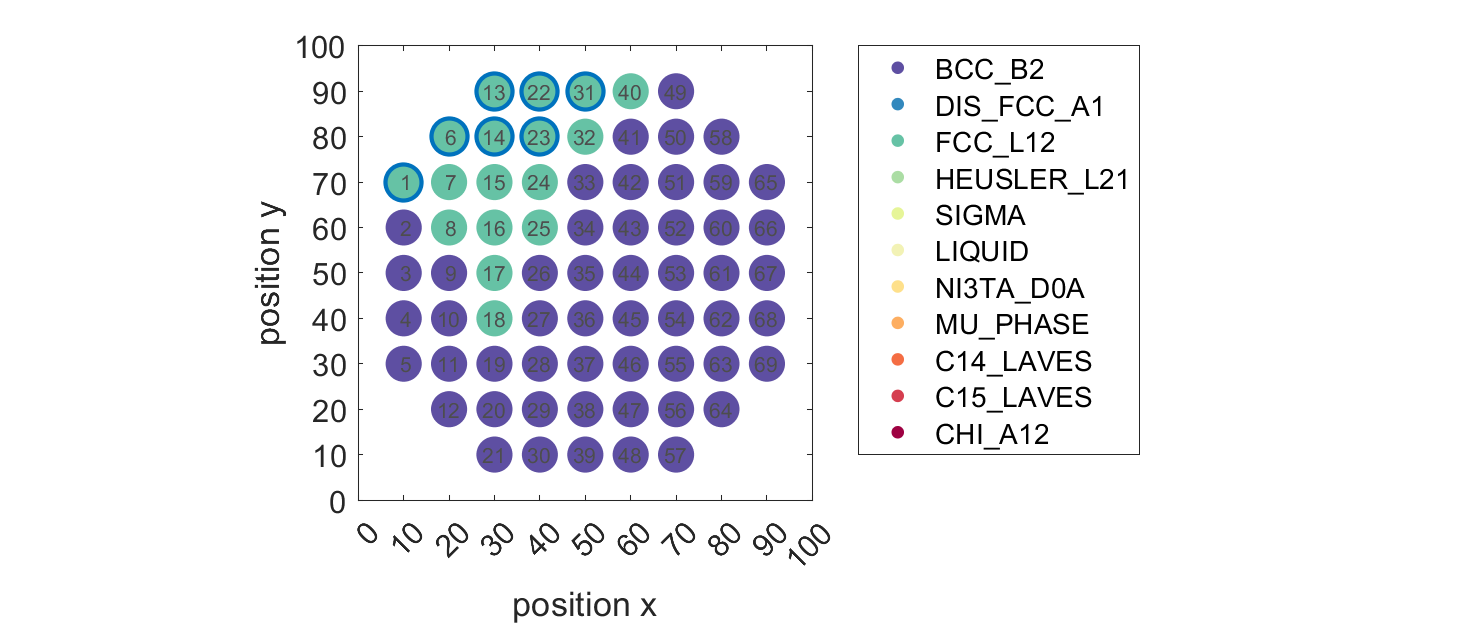 100
90
80
70
60
50
40
30
20
10
0
position y
13 22 31 40 49
6 14 23 32 41 50 58
1 7 15 24 33 42 51 59 65
2 8 16 25 34 43 52 60 66
3 9 17 26 35 44 53 61 67
4 10 18 27 36 45 54 62 68
5 11 19 28 37 46 55 63 69
12 20 29 38 47 56 64
21 30 39 48 57
0 10 20 30 40 50 60 70 80 90 100
position x
BCC_B2
DIS_FCC_A1
FCC_L12
HEUSLER_L21
SIGMA
LIQUID
NI3TA_D0A
MU_PHASE
C14_LAVES
C15_LAVES
CHI_A12